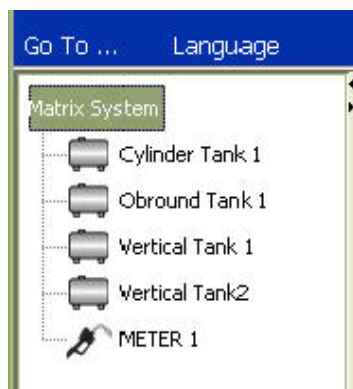 Go To ... Language
Matrix System
Cylinder Tank 1
Obround Tank 1
Vertical Tank 1
Vertical Tank2
METER 1